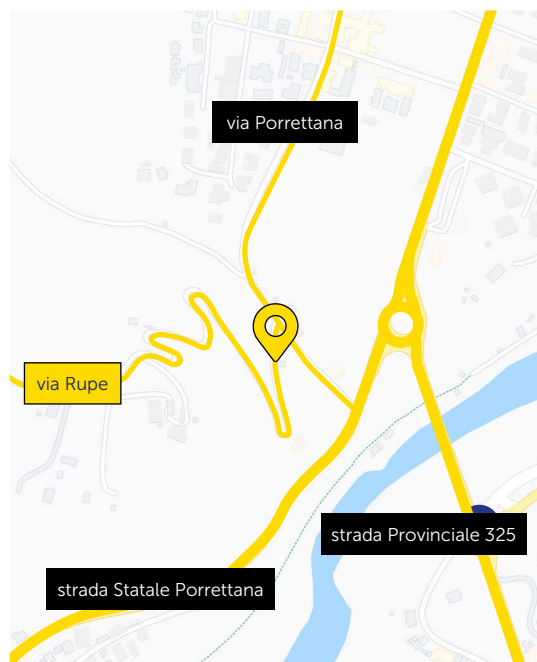 via Porrettana
via Rupe
strada Provinciale 325
strada Statale Porrettana